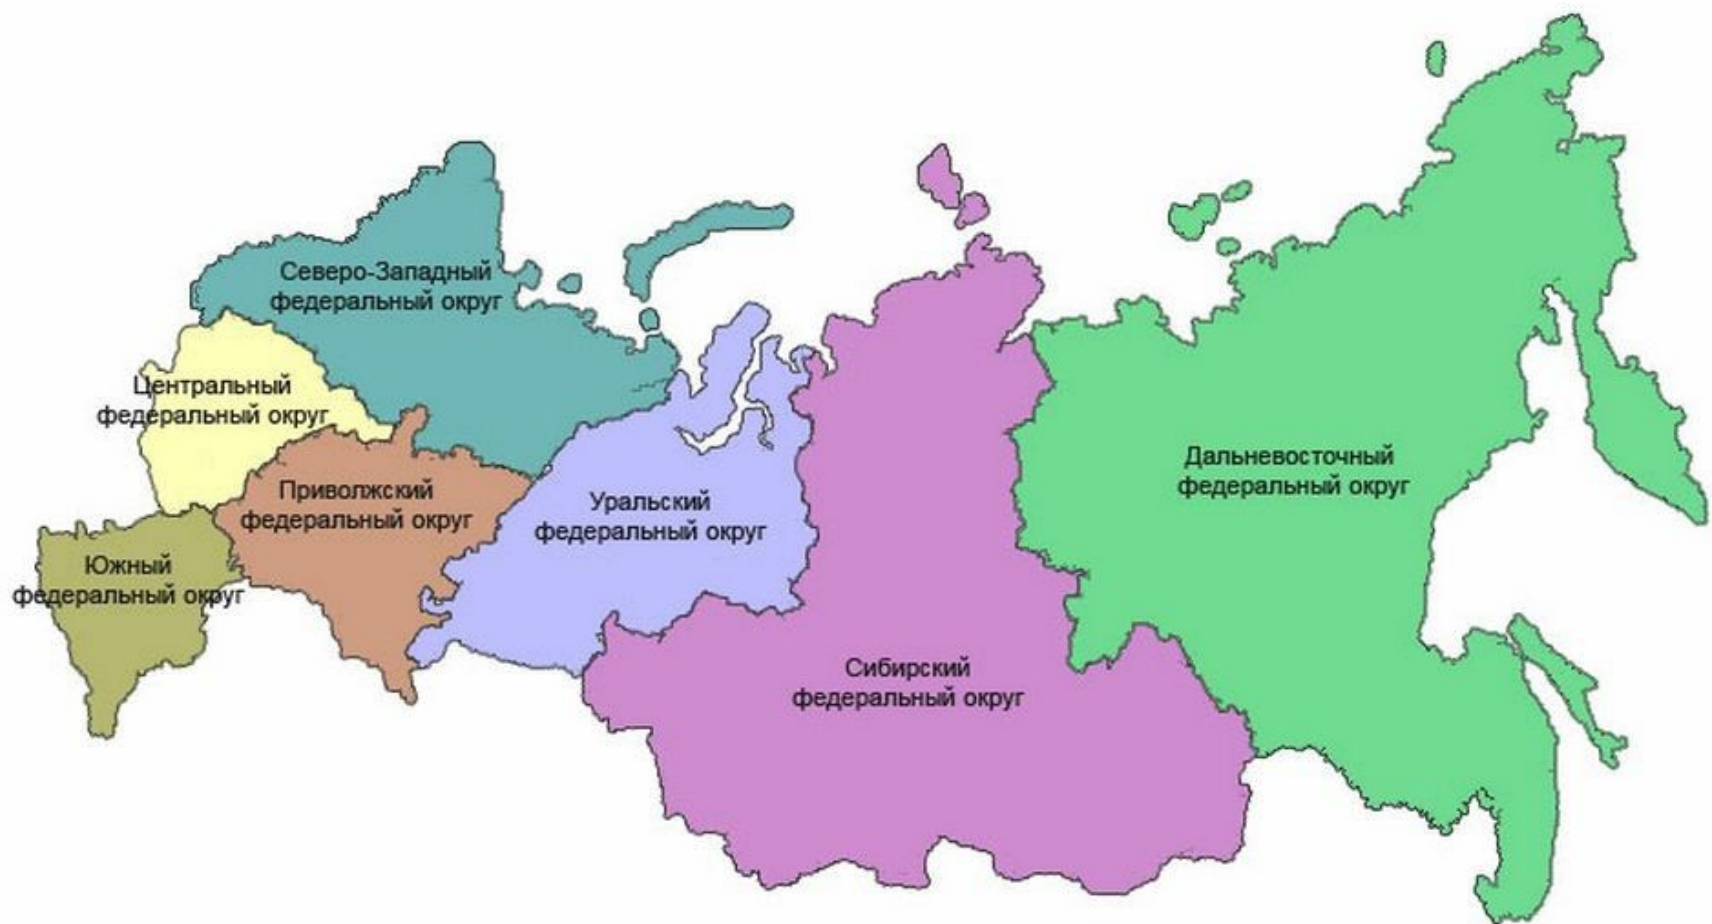 Северо-Западный
федеральный округ
Центральный
федеральный округ
Приволжский
федеральный округ
Уральский
федеральный округ
Южный
федеральный округ
Сибирский
федеральный округ
Дальневосточный
федеральный округ